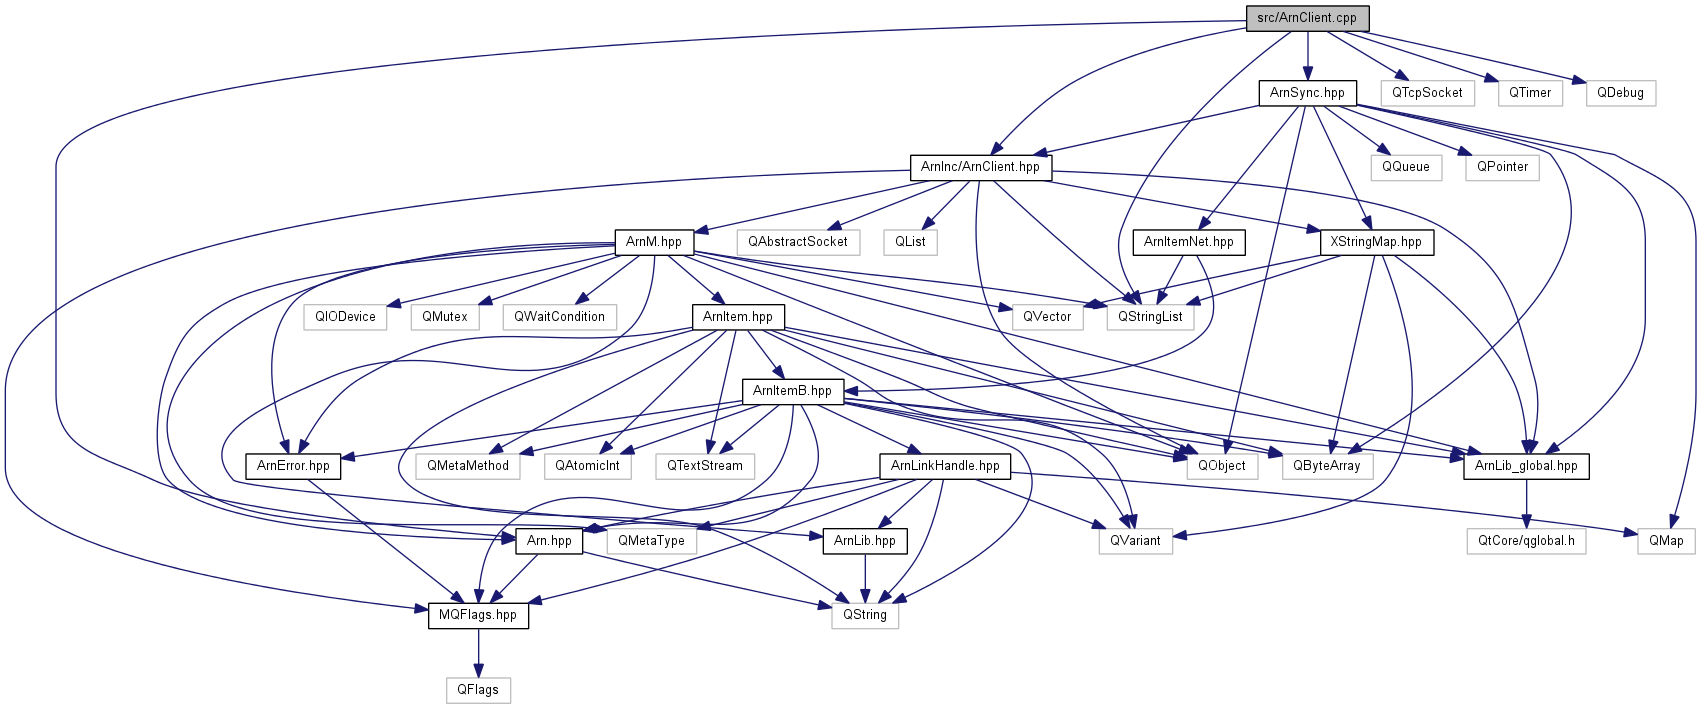 src/ArnClient.cpp
ArnSync.hpp
QTcpSocket
QTimer
QDebug
ArnInc/ArnClient.hpp
QQueue
QPointer
ArnM.hpp
QAbstractSocket
QList
ArnItemNet.hpp
XStringMap.hpp
QIODevice
QMutex
QWaitCondition
ArnItem.hpp
QVector
QStringList
ArnItemB.hpp
ArnError.hpp
QMetaMethod
QAtomicInt
QTextStream
ArnLinkHandle.hpp
QObject
QByteArray
ArnLib_global.hpp
Arn.hpp
QMetaType
ArnLib.hpp
QVariant
QtCore/qglobal.h
QMap
MQFlags.hpp
QString
QFlags